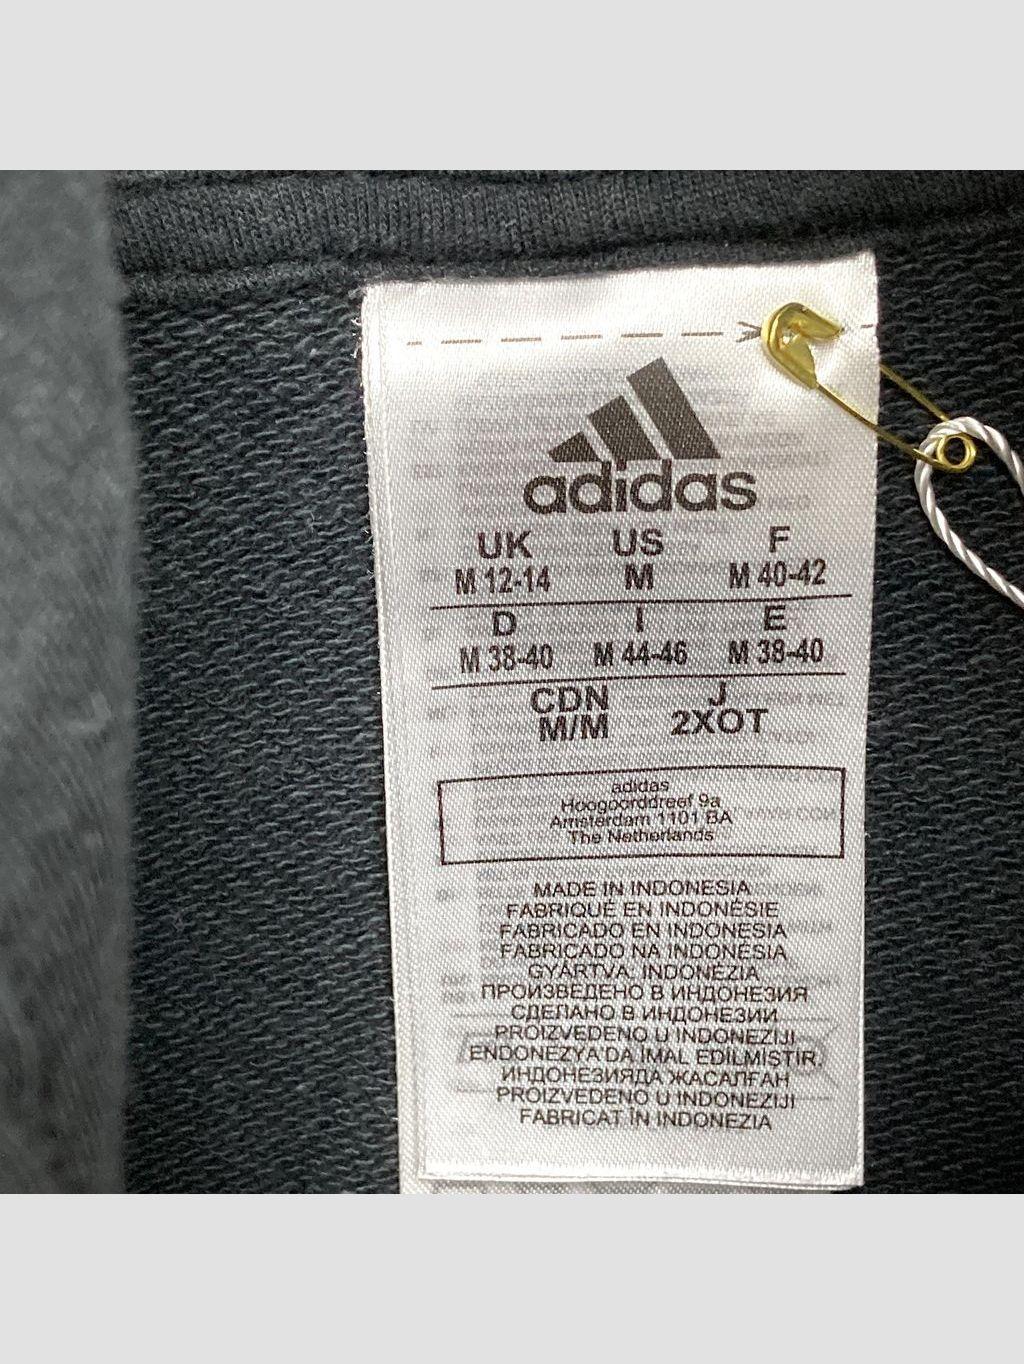 adidas
UK US F
M 12-14 M M 40-42
D I E
M 38-40 M 44-46 M 38-40
CDN J
M/M 2XOT
adidas
Hoogoorddreef 9a
Amsterdam 1101 BA
The Netherlands
MADE IN INDONESIA
FABRIQUÉ EN INDONÉSIE
FABRICADO EN INDONESIA
FABRICADO NA INDONÉSIA
GYÁRTVA: INDONÉZIA
ПРОИЗВЕДЕНО В ИНДОНЕЗИЯ
СДЕЛАНО В ИНДОНЕЗИИ
PROIZVEDENO U INDONEZIJI
ENDONEZYA'DA İMAL EDİLMİŞTİR.
ИНДОНЕЗИЯДА ЖАСАЛҒАН
PROIZVEDENO U INDONEZIJI
FABRICAT ÎN INDONEZIA